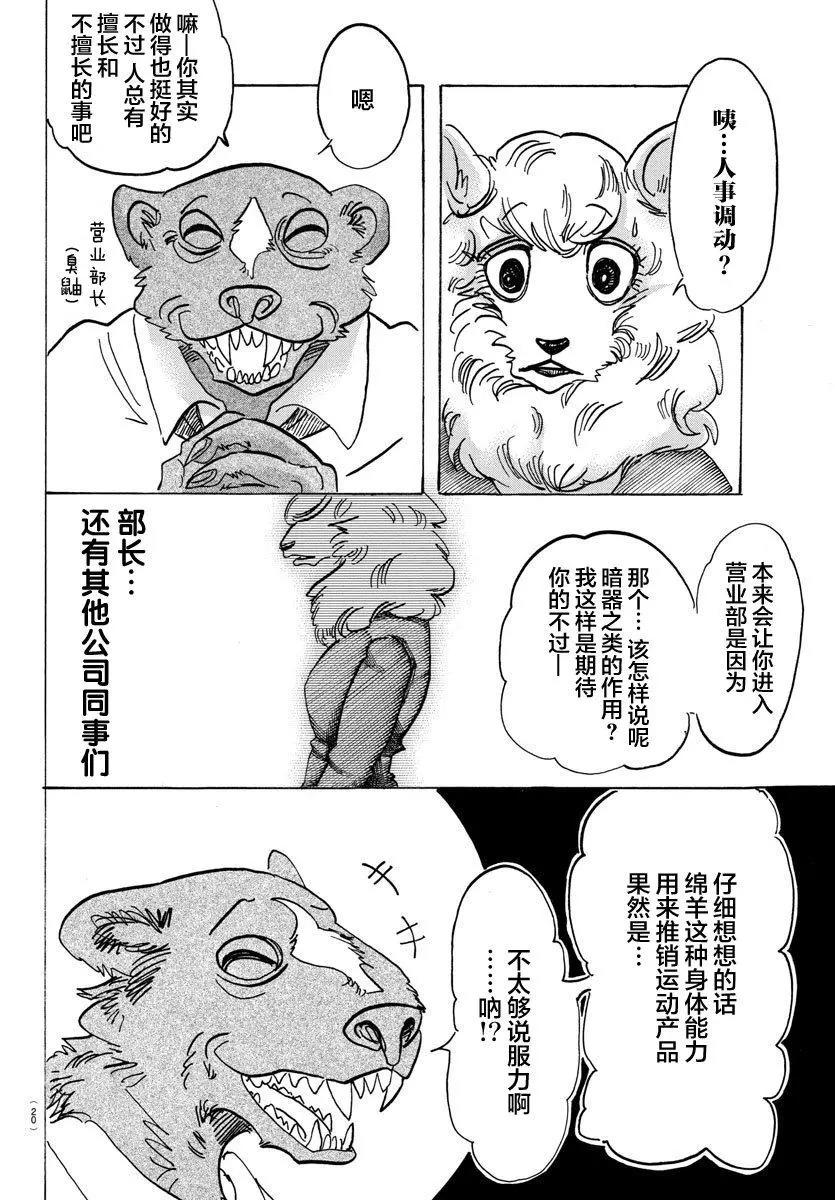 咦…人事调动？
嗯
嘛—你其实
做得也挺好的
不过 人总有
擅长和
不擅长的事吧
营业部长
（臭鼬）
本来会让你进入
营业部是因为
那个…该怎样说呢
暗器之类的作用？
我这样是期待
你的不过—
部长…
还有其他公司同事们
仔细想想的话
绵羊这种身体能力
用来推销运动产品
果然是…
不太够说服力啊
……呐!?
（20）